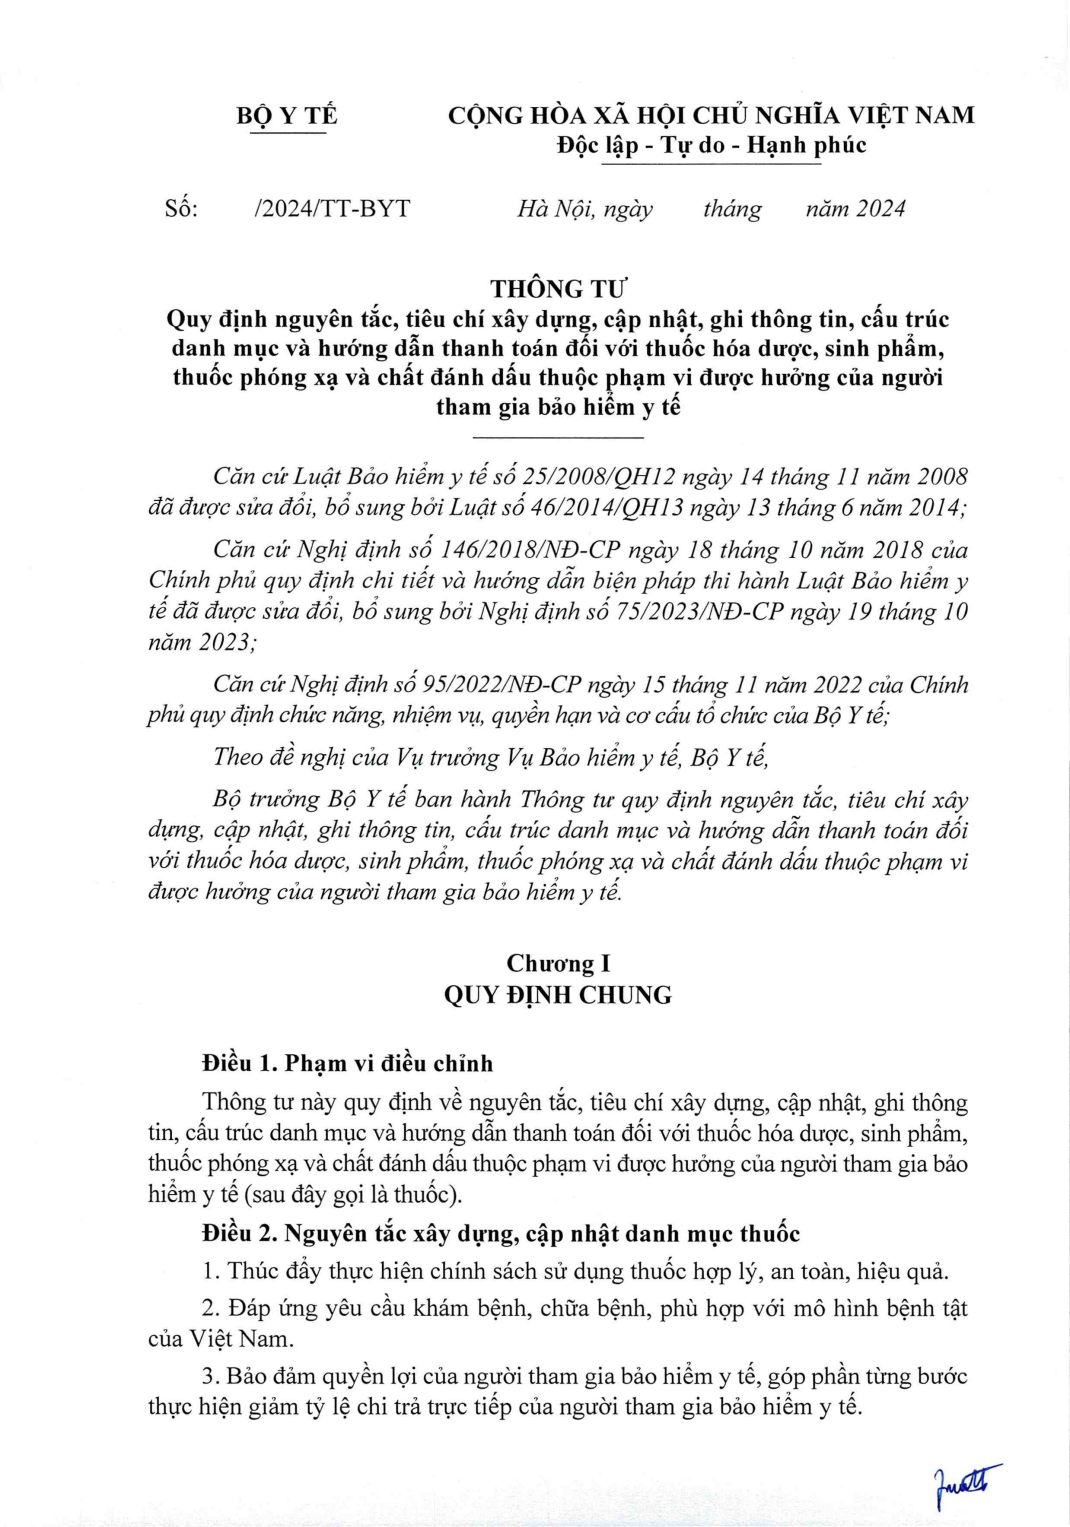 BỘ Y TẾ
CỘNG HÒA XÃ HỘI CHỦ NGHĨA VIỆT NAM
Độc lập - Tự do - Hạnh phúc
Số: /2024/TT-BYT
Hà Nội, ngày tháng năm 2024
THÔNG TƯ
Quy định nguyên tắc, tiêu chí xây dựng, cập nhật, ghi thông tin, cấu trúc
danh mục và hướng dẫn thanh toán đối với thuốc hóa dược, sinh phẩm,
thuốc phóng xạ và chất đánh dấu thuộc phạm vi được hưởng của người
tham gia bảo hiểm y tế
Căn cứ Luật Bảo hiểm y tế số 25/2008/QH12 ngày 14 tháng 11 năm 2008
đã được sửa đổi, bổ sung bởi Luật số 46/2014/QH13 ngày 13 tháng 6 năm 2014;
Căn cứ Nghị định số 146/2018/NĐ-CP ngày 18 tháng 10 năm 2018 của
Chính phủ quy định chi tiết và hướng dẫn biện pháp thi hành Luật Bảo hiểm y
tế đã được sửa đổi, bổ sung bởi Nghị định số 75/2023/NĐ-CP ngày 19 tháng 10
năm 2023;
Căn cứ Nghị định số 95/2022/NĐ-CP ngày 15 tháng 11 năm 2022 của Chính
phủ quy định chức năng, nhiệm vụ, quyền hạn và cơ cấu tổ chức của Bộ Y tế;
Theo đề nghị của Vụ trưởng Vụ Bảo hiểm y tế, Bộ Y tế,
Bộ trưởng Bộ Y tế ban hành Thông tư quy định nguyên tắc, tiêu chí xây
dựng, cập nhật, ghi thông tin, cấu trúc danh mục và hướng dẫn thanh toán đối
với thuốc hóa dược, sinh phẩm, thuốc phóng xạ và chất đánh dấu thuộc phạm vi
được hưởng của người tham gia bảo hiểm y tế.
Chương I
QUY ĐỊNH CHUNG
Điều 1. Phạm vi điều chỉnh
Thông tư này quy định về nguyên tắc, tiêu chí xây dựng, cập nhật, ghi thông
tin, cấu trúc danh mục và hướng dẫn thanh toán đối với thuốc hóa dược, sinh phẩm,
thuốc phóng xạ và chất đánh dấu thuộc phạm vi được hưởng của người tham gia bảo
hiểm y tế (sau đây gọi là thuốc).
Điều 2. Nguyên tắc xây dựng, cập nhật danh mục thuốc
1. Thúc đẩy thực hiện chính sách sử dụng thuốc hợp lý, an toàn, hiệu quả.
2. Đáp ứng yêu cầu khám bệnh, chữa bệnh, phù hợp với mô hình bệnh tật
của Việt Nam.
3. Bảo đảm quyền lợi của người tham gia bảo hiểm y tế, góp phần từng bước
thực hiện giảm tỷ lệ chi trả trực tiếp của người tham gia bảo hiểm y tế.